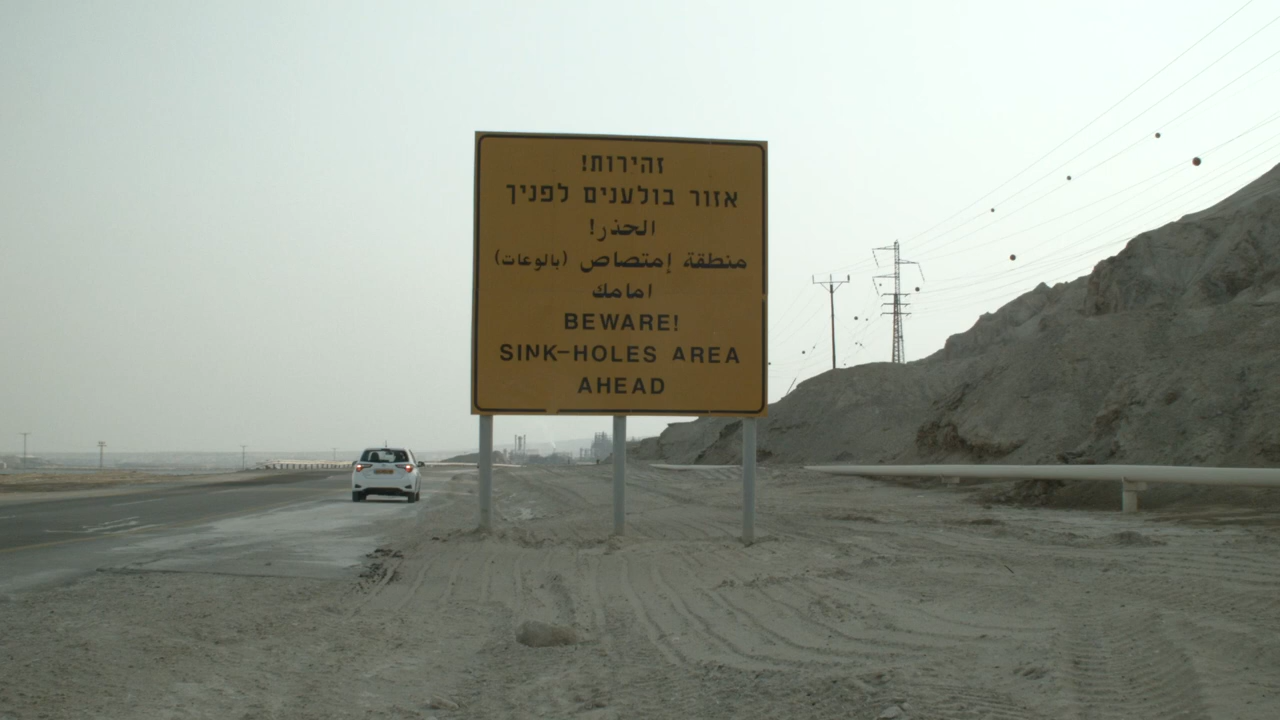 זהירות!
אזור בולענים לפניך
الحذر!
منطقة إمتصاص (بالوعات)
امامك
BEWARE!
SINK-HOLES AREA
AHEAD